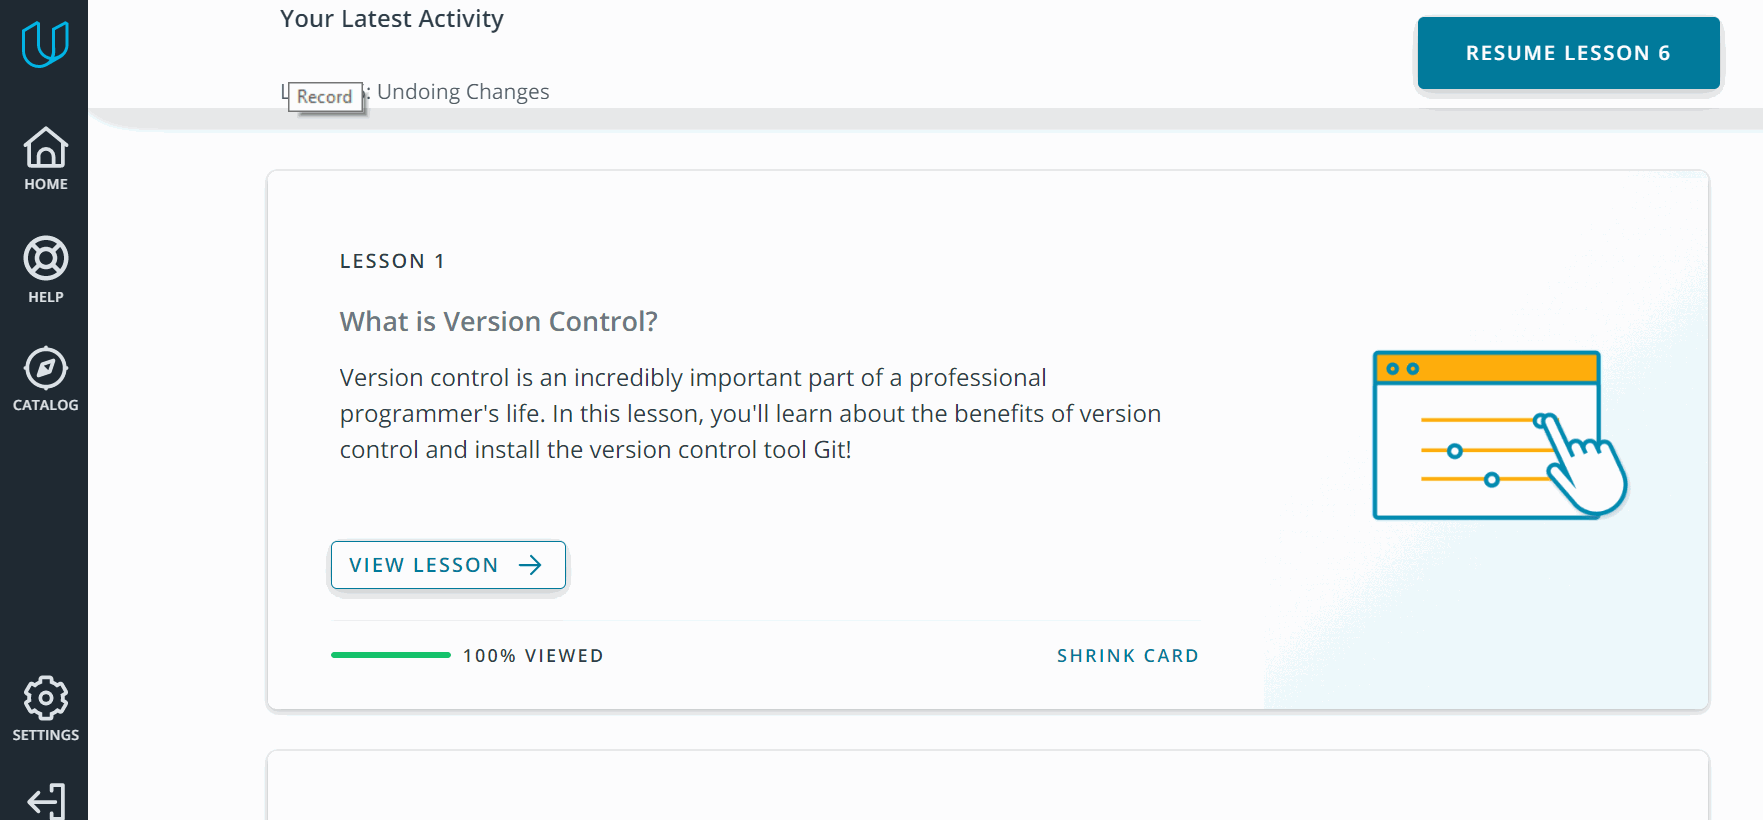 Your Latest Activity
RESUME LESSON 6
Record
: Undoing Changes
HOME
HELP
CATALOG
SETTINGS
LESSON 1
What is Version Control?
Version control is an incredibly important part of a professional
programmer's life. In this lesson, you'll learn about the benefits of version
control and install the version control tool Git!
VIEW LESSON
100% VIEWED
SHRINK CARD